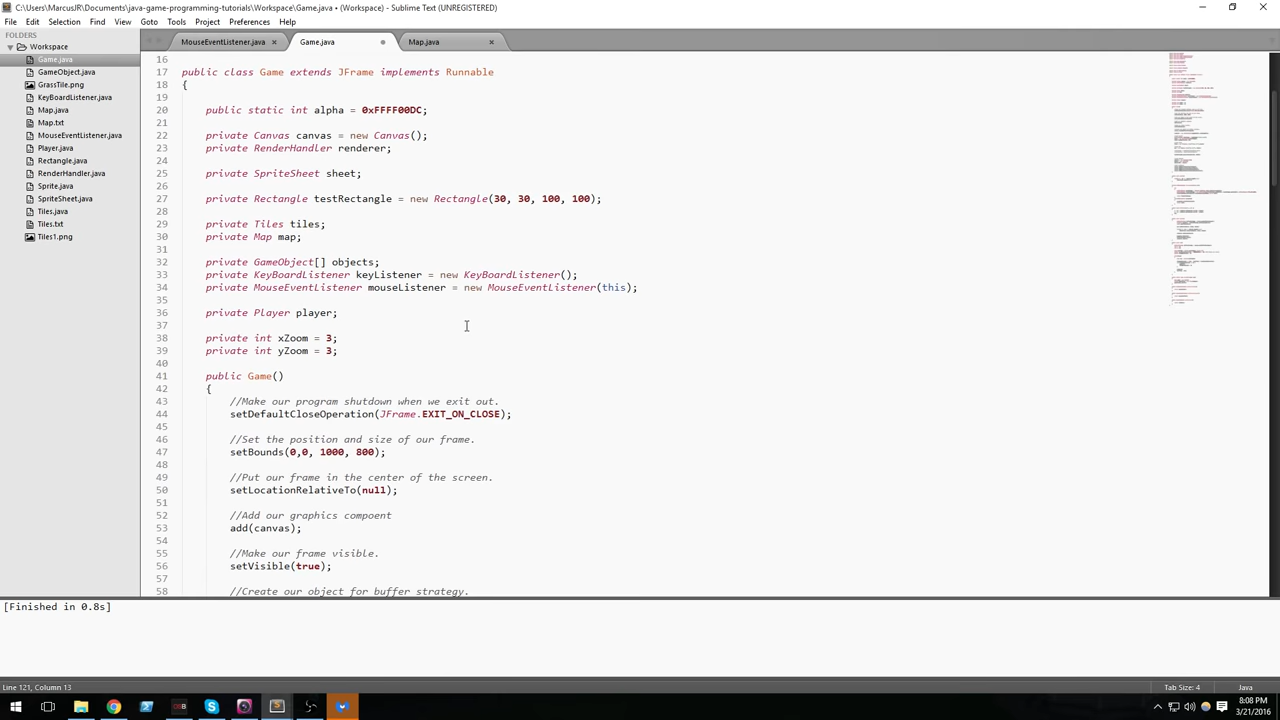 C:\Users\MarcusJR\Documents\java-game-programming-tutorials\Workspace\Game.java • (Workspace) - Sublime Text (UNREGISTERED)
File Edit Selection Find View Goto Tools Project Preferences Help
FOLDERS
Workspace
Game.java
GameObject.java
GrassTile.png
KeyBoardListener.java
Map.java
Map.txt
MouseEventListener.java
Player.java
Rectangle.java
RenderHandler.java
Sprite.java
SpriteSheet.java
Tiles.java
Tiles.txt
Tiles1.png
MouseEventListener.java Game.java Map.java
16
17 public class Game extends JFrame implements Runnable
18 {
19
20 public static int alpha = 0xFFFF00DC;
21
22 private Canvas canvas = new Canvas();
23 private RenderHandler renderer;
24
25 private SpriteSheet sheet;
26
27 private Rectangle testRectangle = new Rectangle(30, 30, 100, 100);
28
29 private Tiles tiles;
30 private Map map;
31
32 private GameObject[] objects;
33 private KeyBoardListener keyListener = new KeyBoardListener(
34 private MouseEventListener mouseListener = new MouseEventListener(this);
35
36 private Player player;
37
38 private int xZoom = 3;
39 private int yZoom = 3;
40
41 public Game()
42 {
43 //Make our program shutdown when we exit out.
44 setDefaultCloseOperation(JFrame.EXIT_ON_CLOSE);
45
46 //Set the position and size of our frame.
47 setBounds(0,0, 1000, 800);
48
49 //Put our frame in the center of the screen.
50 setLocationRelativeTo(null);
51
52 //Add our graphics compoent
53 add(canvas);
54
55 //Make our frame visible.
56 setVisible(true);
57
58 //Create our object for buffer strategy.
[Finished in 0.8s]
Line 121, Column 13 Tab Size: 4 Java
8:08 PM
3/21/2016